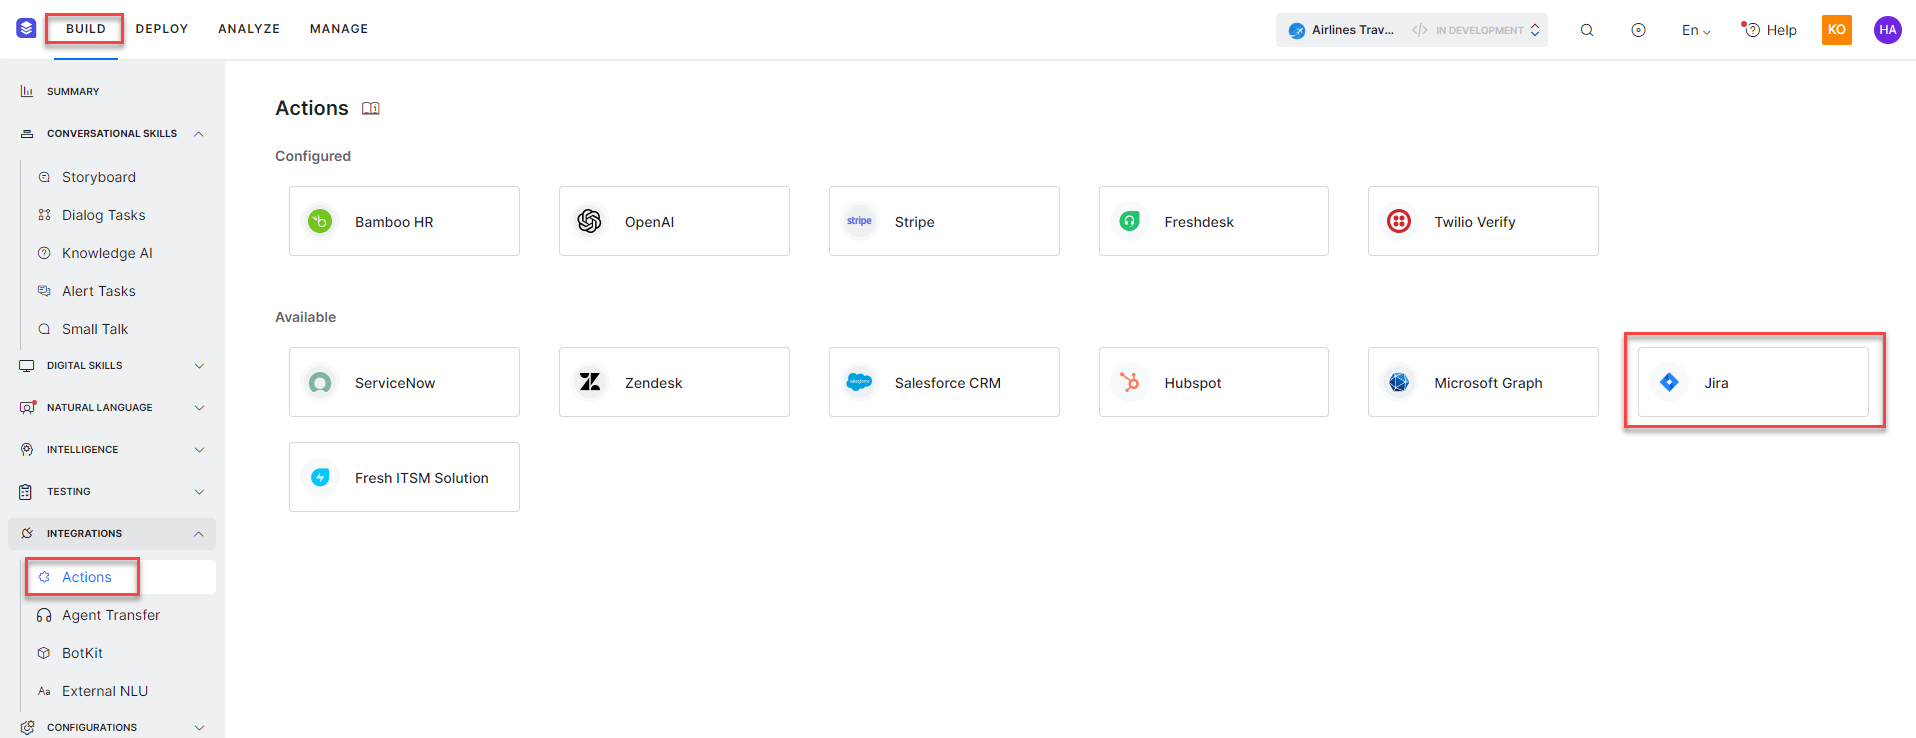 BUILD DEPLOY ANALYZE MANAGE Airlines Trav... IN DEVELOPMENT En Help KO HA
SUMMARY
CONVERSATIONAL SKILLS
Storyboard
Dialog Tasks
Knowledge AI
Alert Tasks
Small Talk
DIGITAL SKILLS
NATURAL LANGUAGE
INTELLIGENCE
TESTING
INTEGRATIONS
Actions
Agent Transfer
BotKit
Aa External NLU
CONFIGURATIONS
Actions
Configured
Bamboo HR
OpenAI
stripe Stripe
Freshdesk
Twilio Verify
Available
ServiceNow
Zendesk
salesforce Salesforce CRM
Hubspot
Microsoft Graph
Jira
Fresh ITSM Solution